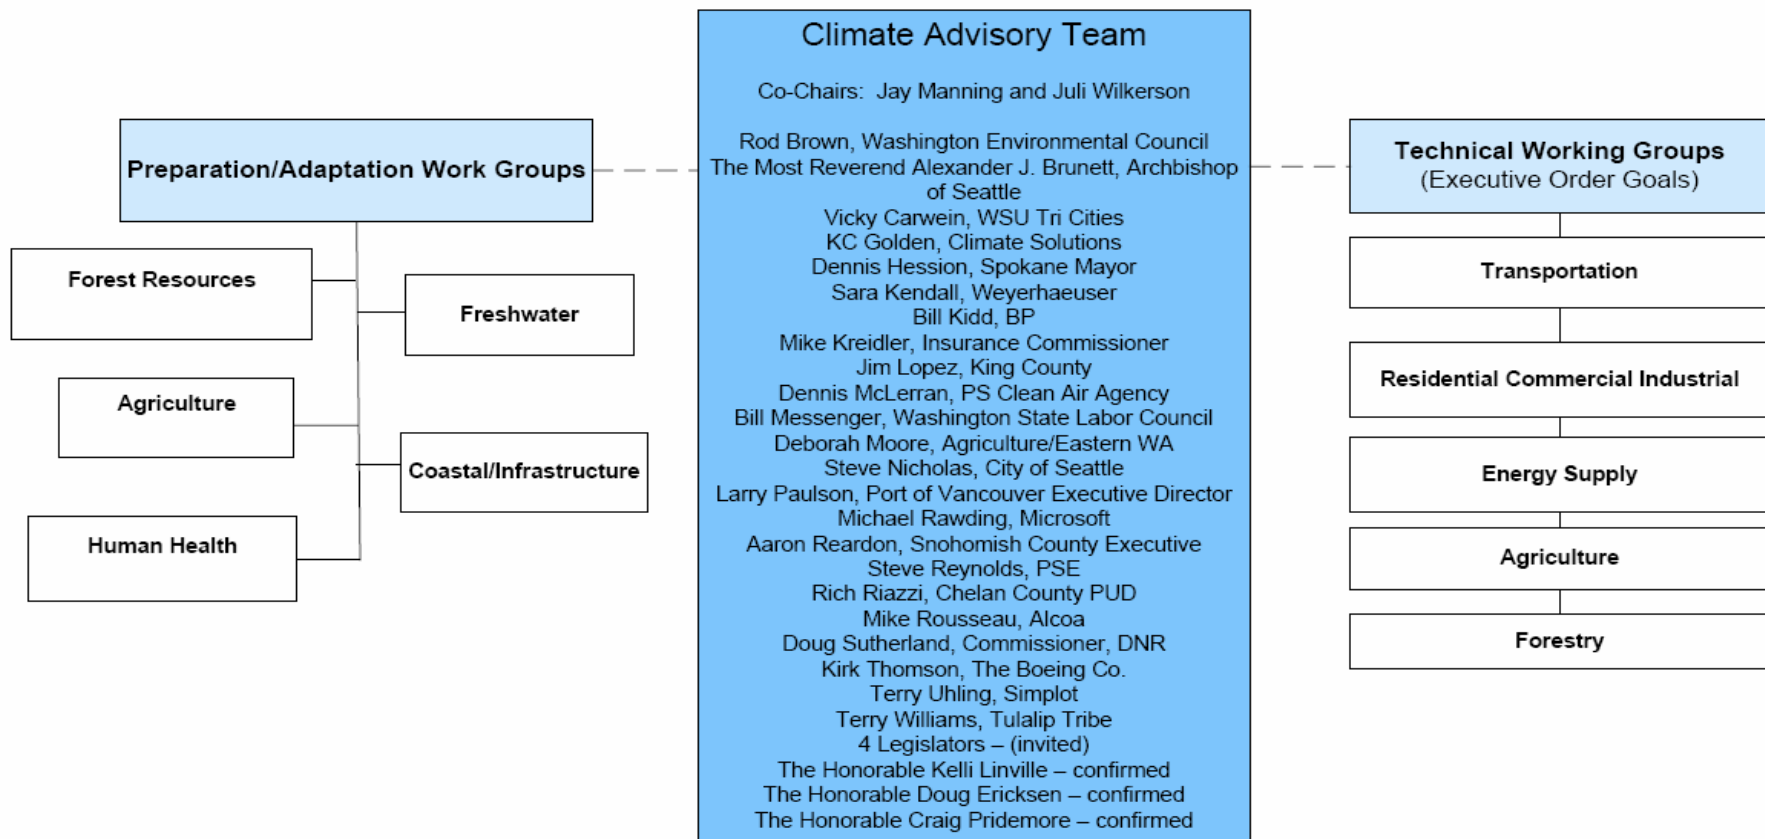 Climate Advisory Team
Co-Chairs: Jay Manning and Juli Wilkerson
Rod Brown, Washington Environmental Council
The Most Reverend Alexander J. Brunett, Archbishop
of Seattle
Vicky Carwein, WSU Tri Cities
KC Golden, Climate Solutions
Dennis Hession, Spokane Mayor
Sara Kendall, Weyerhaeuser
Bill Kidd, BP
Mike Kreidler, Insurance Commissioner
Jim Lopez, King County
Dennis McLerran, PS Clean Air Agency
Bill Messenger, Washington State Labor Council
Deborah Moore, Agriculture/Eastern WA
Steve Nicholas, City of Seattle
Larry Paulson, Port of Vancouver Executive Director
Michael Rawding, Microsoft
Aaron Reardon, Snohomish County Executive
Steve Reynolds, PSE
Rich Riazzi, Chelan County PUD
Mike Rousseau, Alcoa
Doug Sutherland, Commissioner, DNR
Kirk Thomson, The Boeing Co.
Terry Uhling, Simplot
Terry Williams, Tulalip Tribe
4 Legislators – (invited)
The Honorable Kelli Linville – confirmed
The Honorable Doug Ericksen – confirmed
The Honorable Craig Pridemore – confirmed
Preparation/Adaptation Work Groups
Forest Resources
Freshwater
Agriculture
Coastal/Infrastructure
Human Health
Technical Working Groups
(Executive Order Goals)
Transportation
Residential Commercial Industrial
Energy Supply
Agriculture
Forestry